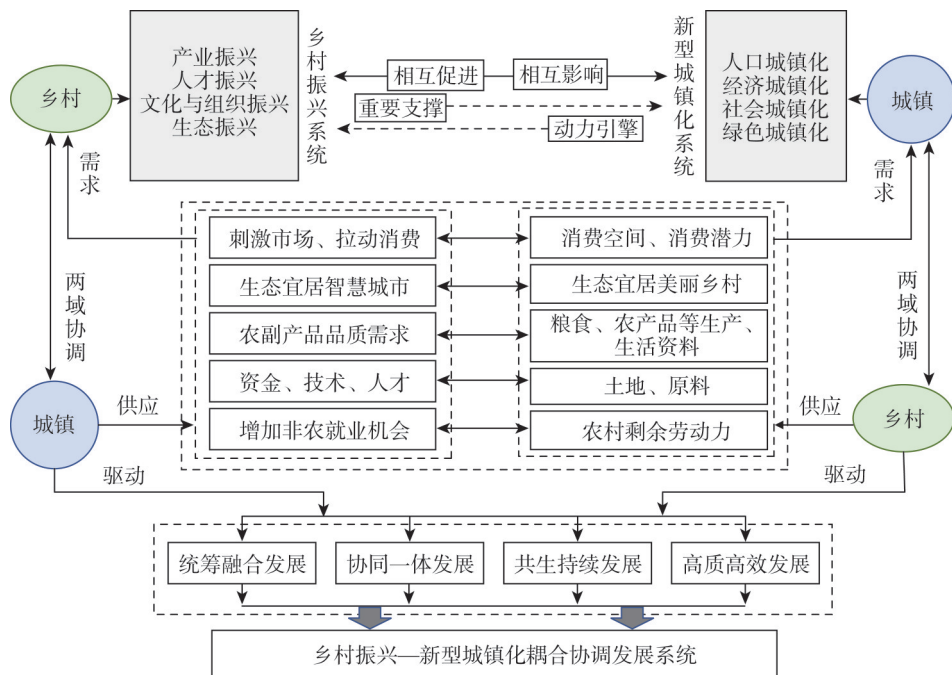 乡村
产业振兴
人才振兴
文化与组织振兴
生态振兴
乡村振兴系统
相互促进
相互影响
重要支撑
动力引擎
新型城镇化系统
人口城镇化
经济城镇化
社会城镇化
绿色城镇化
城镇
需求
需求
刺激市场、拉动消费
消费空间、消费潜力
生态宜居智慧城市
生态宜居美丽乡村
农副产品品质需求
粮食、农产品等生产、
生活资料
资金、技术、人才
土地、原料
增加非农就业机会
农村剩余劳动力
两域协调
两域协调
城镇
供应
供应
乡村
驱动
驱动
统筹融合发展
协同一体发展
共生持续发展
高质高效发展
乡村振兴—新型城镇化耦合协调发展系统